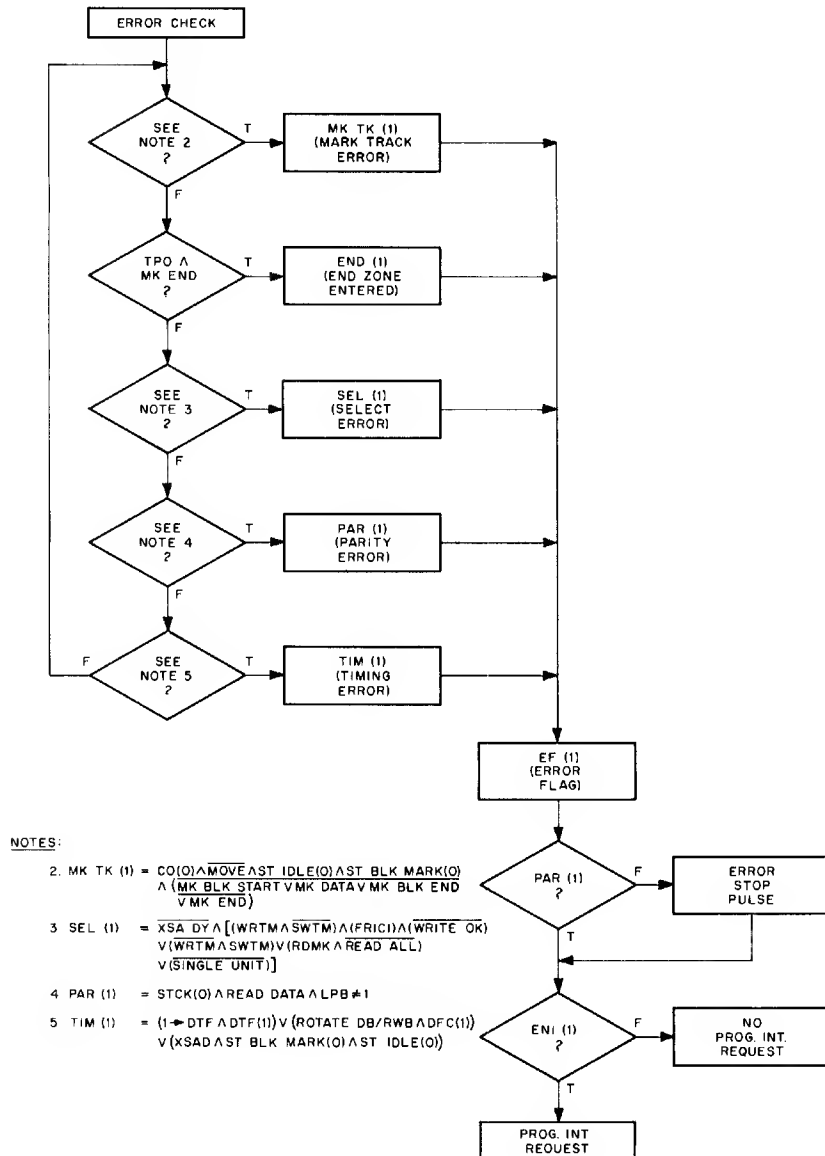 ERROR CHECK
SEE
NOTE 2
?
T
F
MK TK (1)
(MARK TRACK
ERROR)
TPO ∧
MK END
?
T
F
END (1)
(END ZONE
ENTERED)
SEE
NOTE 3
?
T
F
SEL (1)
(SELECT
ERROR)
SEE
NOTE 4
?
T
F
PAR (1)
(PARITY
ERROR)
F
SEE
NOTE 5
?
T
TIM (1)
(TIMING
ERROR)
EF (1)
(ERROR
FLAG)
PAR (1)
?
F
T
ERROR
STOP
PULSE
ENI (1)
?
F
T
NO
PROG. INT.
REQUEST
PROG. INT
REQUEST
NOTES:
2. MK TK (1) = CO(0)∧MOVE∧ST IDLE(0)∧ST BLK MARK(0)
∧ (MK BLK START ∨ MK DATA ∨ MK BLK END
∨ MK END)
3 SEL (1) = XSA DY ∧ [(WRTM∧SWTM)∧(FRICI)∧(WRITE OK)
∨(WRTM∧SWTM)∨(RDMK∧READ ALL)
∨(SINGLE UNIT)]
4 PAR (1) = STCK(0)∧READ DATA∧LPB≠1
5 TIM (1) = (1→DTF∧DTF(1))∨(ROTATE DB/RWB∧DFC(1))
∨(XSAD∧ST BLK MARK(0)∧ST IDLE(0))